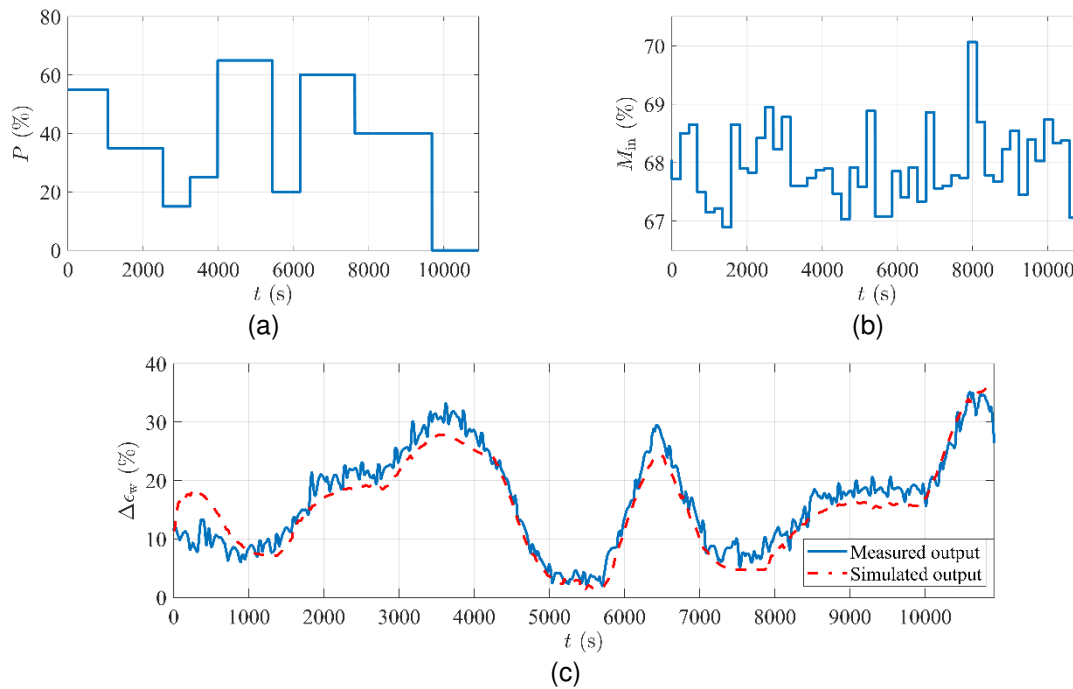 80
60
40
20
0
P (%)
0 2000 4000 6000 8000 10000
t (s)
(a)
70
69
68
67
M_in (%)
0 2000 4000 6000 8000 10000
t (s)
(b)
40
30
20
10
0
Δϵ_w (%)
0 1000 2000 3000 4000 5000 6000 7000 8000 9000 10000
t (s)
Measured output
Simulated output
(c)